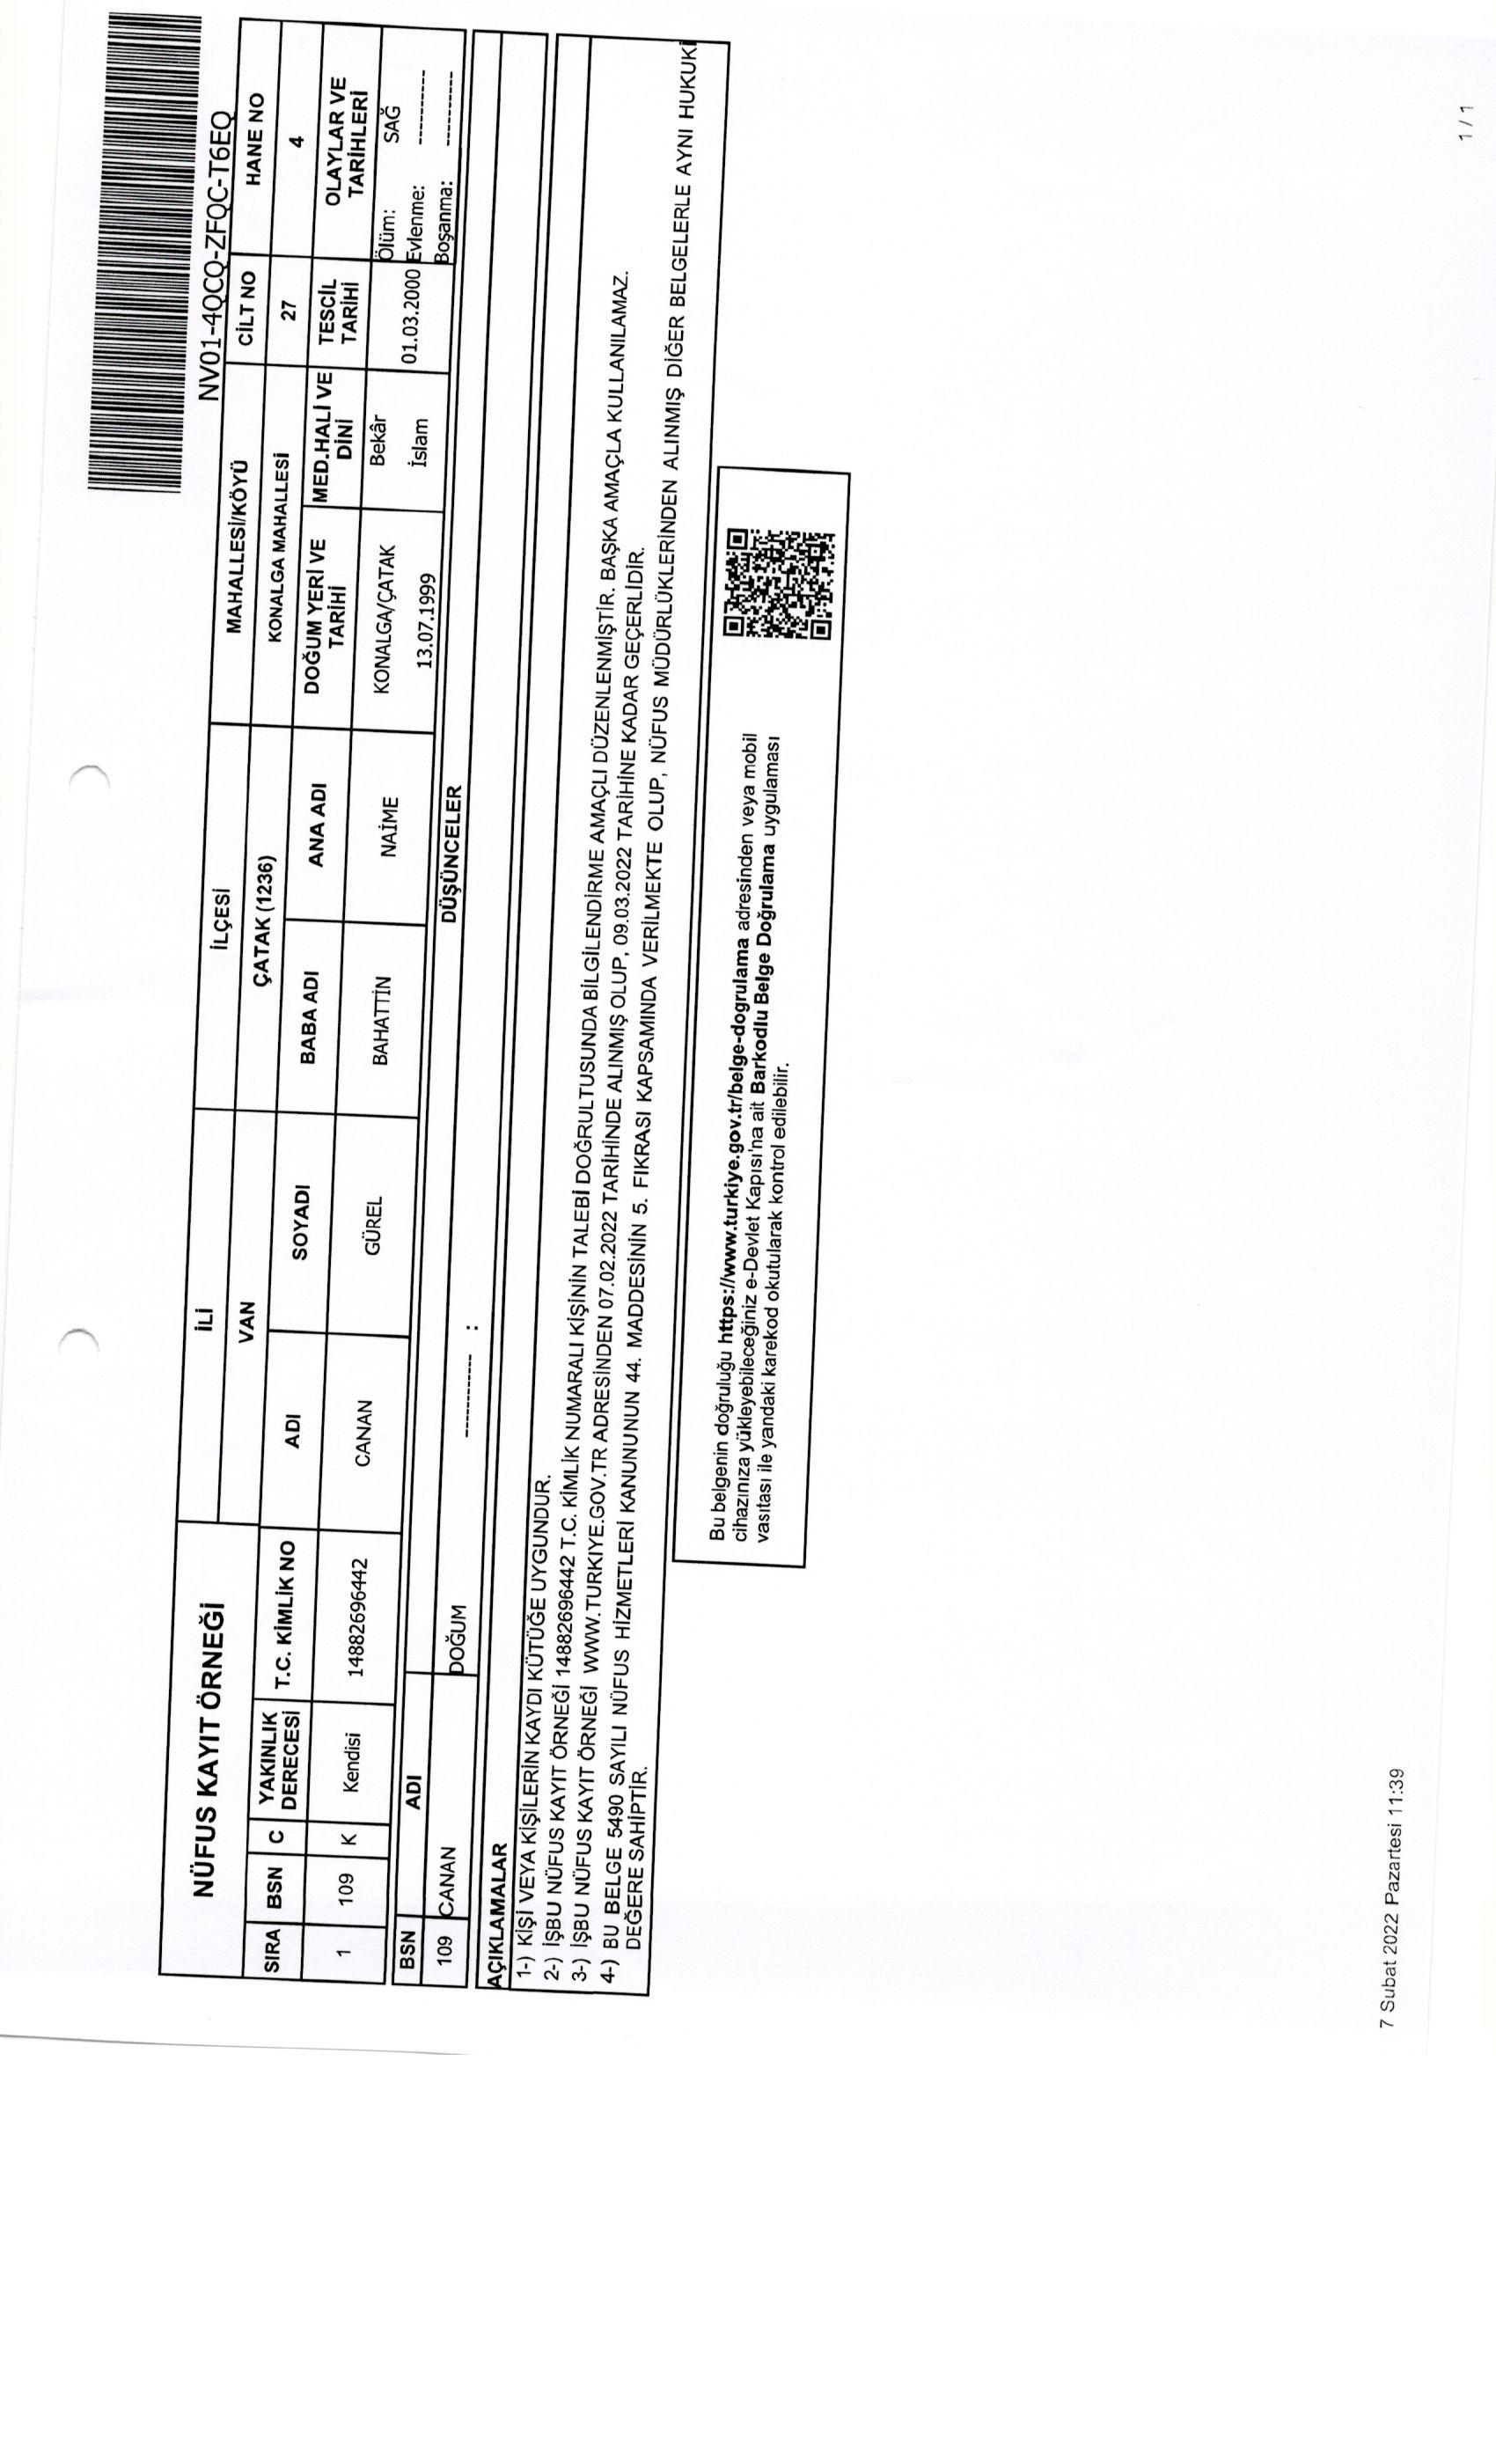 NV01-4QCQ-ZFQC-T6EQ
NÜFUS KAYIT ÖRNEĞİ
İLİ İLÇESİ MAHALLESİ/KÖYÜ CİLT NO HANE NO
VAN ÇATAK (1236) KONALGA MAHALLESİ 27 4
SIRA BSN C YAKINLIK DERECESİ T.C. KİMLİK NO ADI SOYADI BABA ADI ANA ADI DOĞUM YERİ VE TARİHİ MED.HALİ VE DİNİ TESCİL TARİHİ OLAYLAR VE TARİHLERİ
1 109 K Kendisi 14882696442 CANAN GÜREL BAHATTİN NAİME KONALGA/ÇATAK Bekâr Ölüm: SAĞ
13.07.1999 İslam 01.03.2000 Evlenme: ----------
Boşanma: ----------
BSN ADI DÜŞÜNCELER
109 CANAN DOĞUM ----------- :
AÇIKLAMALAR
1-) KİŞİ VEYA KİŞİLERİN KAYDI KÜTÜĞE UYGUNDUR.
2-) İŞBU NÜFUS KAYIT ÖRNEĞİ 14882696442 T.C. KİMLİK NUMARALI KİŞİNİN TALEBİ DOĞRULTUSUNDA BİLGİLENDİRME AMAÇLI DÜZENLENMİŞTİR. BAŞKA AMAÇLA KULLANILAMAZ.
3-) İŞBU NÜFUS KAYIT ÖRNEĞİ WWW.TURKIYE.GOV.TR ADRESİNDEN 07.02.2022 TARİHİNDE ALINMIŞ OLUP, 09.03.2022 TARİHİNE KADAR GEÇERLİDİR.
4-) BU BELGE 5490 SAYILI NÜFUS HİZMETLERİ KANUNUNUN 44. MADDESİNİN 5. FIKRASI KAPSAMINDA VERİLMEKTE OLUP, NÜFUS MÜDÜRLÜKLERİNDEN ALINMIŞ DİĞER BELGELERLE AYNI HUKUKİ
DEĞERE SAHİPTİR.
Bu belgenin doğruluğu https://www.turkiye.gov.tr/belge-dogrulama adresinden veya mobil
cihazınıza yükleyebileceğiniz e-Devlet Kapısı'na ait Barkodlu Belge Doğrulama uygulaması
vasıtası ile yandaki karekod okutularak kontrol edilebilir.
7 Subat 2022 Pazartesi 11:39
1 / 1